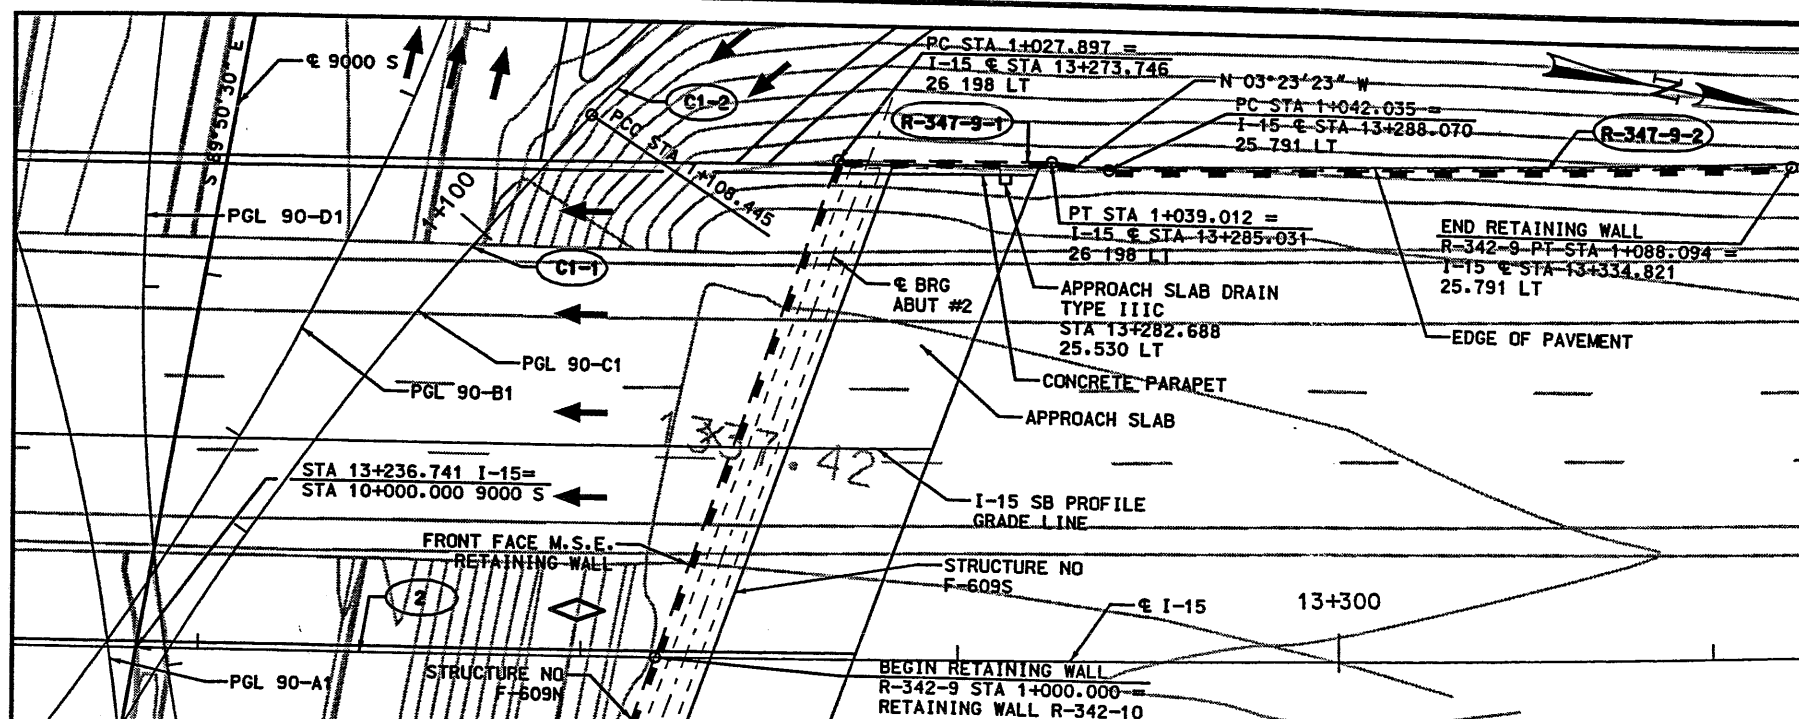 ℄ 9000 S
S 89°50'30" E
C1-2
PCC STA 1+108.445
PC STA 1+027.897 =
I-15 ℄ STA 13+273.746
26 198 LT
R-347-9-1
N 03°23'23" W
PC STA 1+042.035 =
I-15 ℄ STA 13+288.070
25 791 LT
N
R-347-9-2
PGL 90-D1
1+100
C1-1
℄ BRG
ABUT #2
PT STA 1+039.012 =
I-15 ℄ STA 13+285.031
26 198 LT
APPROACH SLAB DRAIN
TYPE IIIC
STA 13+282.688
25.530 LT
END RETAINING WALL
R-342-9 PT STA 1+088.094 =
I-15 ℄ STA 13+334.821
25.791 LT
EDGE OF PAVEMENT
PGL 90-C1
PGL 90-B1
CONCRETE PARAPET
APPROACH SLAB
.42
STA 13+236.741 I-15=
STA 10+000.000 9000 S
I-15 SB PROFILE
GRADE LINE
FRONT FACE M.S.E.
RETAINING WALL
STRUCTURE NO
F-609S
2
℄ I-15
13+300
PGL 90-A1
STRUCTURE NO
F-609N
BEGIN RETAINING WALL
R-342-9 STA 1+000.000 =
RETAINING WALL R-342-10